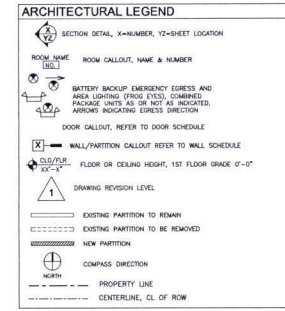 ARCHITECTURAL LEGEND
X
YZ
SECTION DETAIL, X=NUMBER, YZ=SHEET LOCATION
ROOM NAME
NO.
ROOM CALLOUT, NAME & NUMBER
BATTERY BACKUP EMERGENCY EGRESS AND
AREA LIGHTING (FROG EYES), COMBINED
PACKAGE UNITS AS OR NOT AS INDICATED,
ARROWS INDICATING EGRESS DIRECTION
DOOR CALLOUT, REFER TO DOOR SCHEDULE
X WALL/PARTITION CALLOUT REFER TO WALL SCHEDULE
CLG/FLR
XX'-X"
FLOOR OR CEILING HEIGHT, 1ST FLOOR GRADE 0'-0"
1 DRAWING REVISION LEVEL
EXISTING PARTITION TO REMAIN
EXISTING PARTITION TO BE REMOVED
NEW PARTITION
COMPASS DIRECTION
NORTH
PROPERTY LINE
CENTERLINE, CL OF ROW